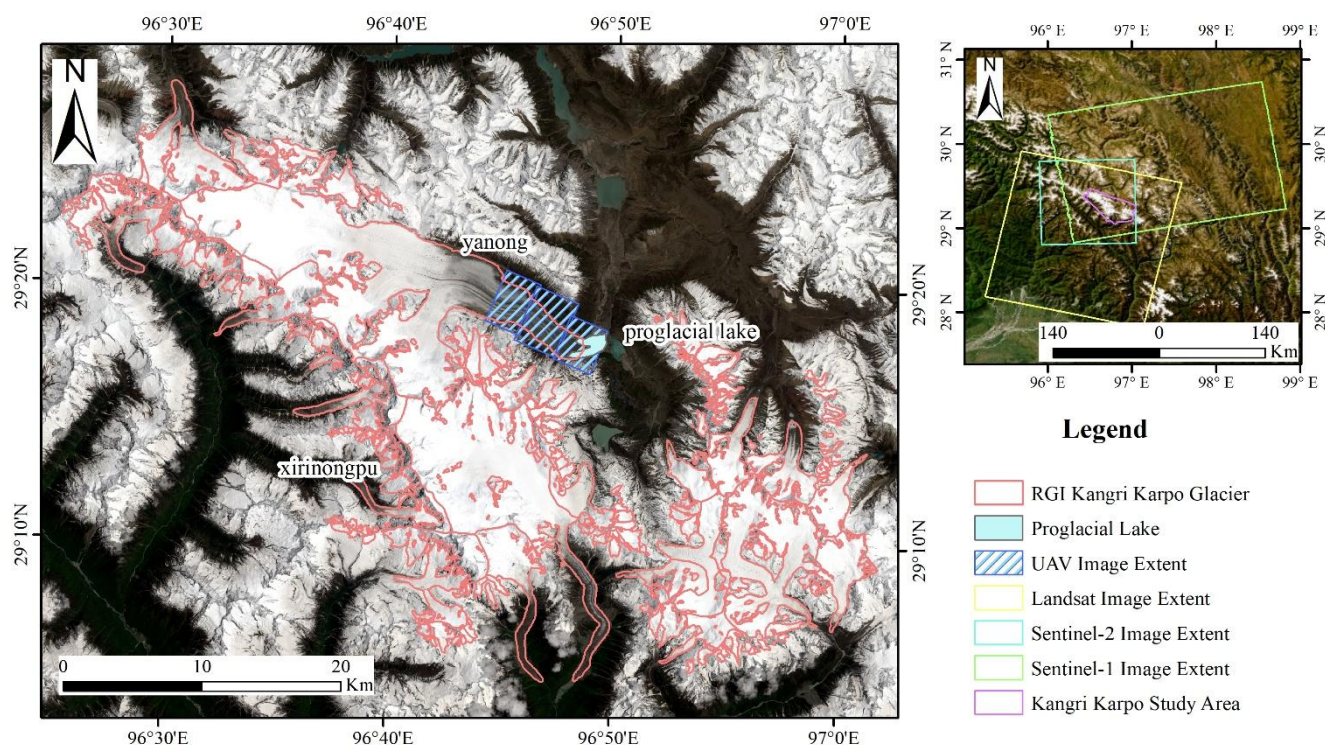 96°30'E 96°40'E 96°50'E 97°0'E
N
29°20'N
29°10'N
yanong
proglacial lake
xirinongpu
29°20'N
29°10'N
0 10 20
Km
96°30'E 96°40'E 96°50'E 97°0'E
96°E 97°E 98°E 99°E
N
31°N
30°N
29°N
28°N
31°N
30°N
29°N
28°N
140 0 140
Km
96°E 97°E 98°E 99°E
Legend
RGI Kangri Karpo Glacier
Proglacial Lake
UAV Image Extent
Landsat Image Extent
Sentinel-2 Image Extent
Sentinel-1 Image Extent
Kangri Karpo Study Area